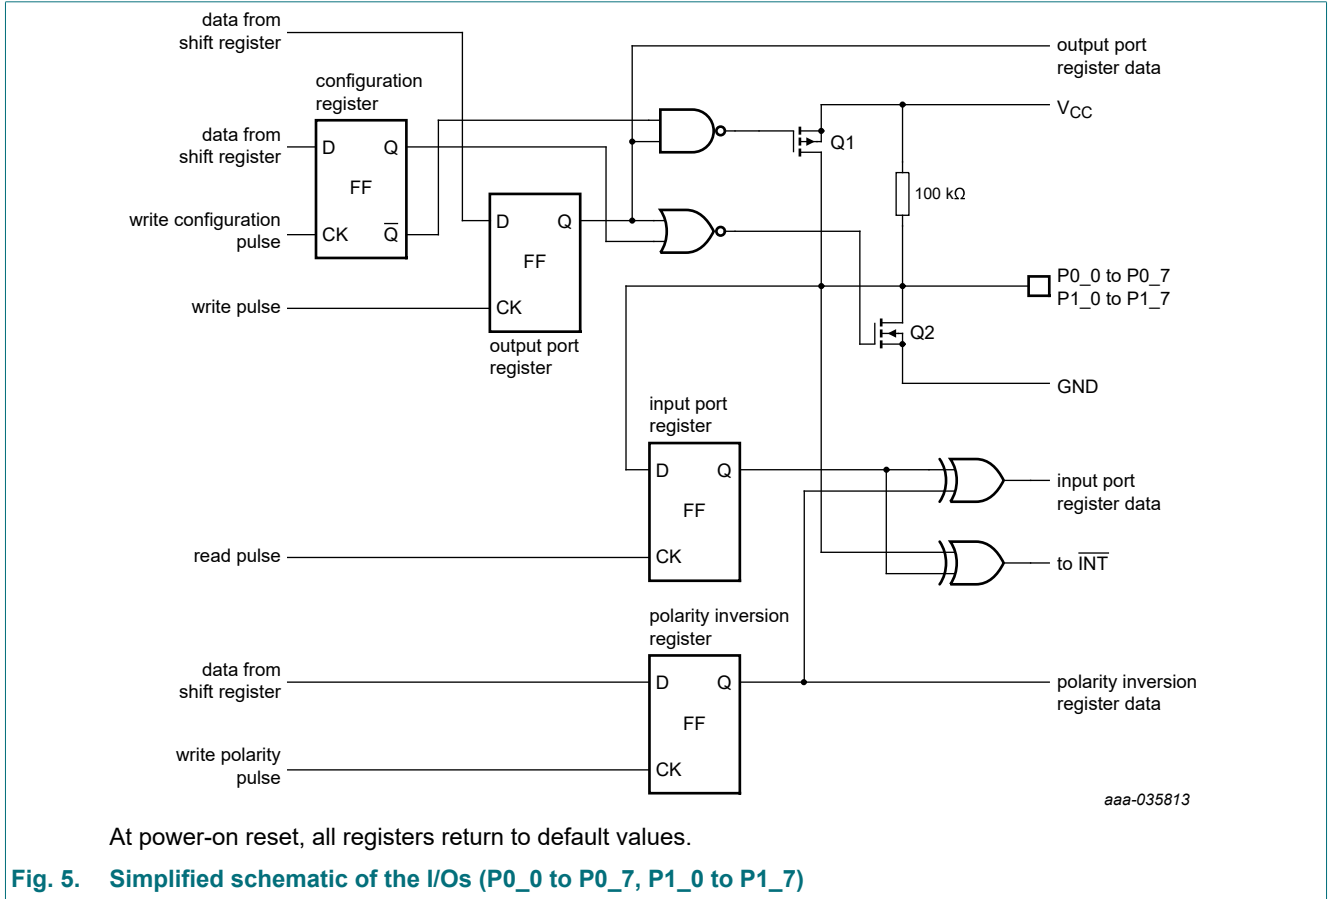 data from
shift register
output port
register data
configuration
register
VCC
data from
shift register
D
Q
Q1
FF
100 kΩ
write configuration
pulse
CK
Q̅
D
Q
FF
P0_0 to P0_7
P1_0 to P1_7
write pulse
CK
Q2
output port
register
GND
input port
register
D
Q
input port
register data
FF
read pulse
CK
to I̅N̅T̅
polarity inversion
register
data from
shift register
D
Q
polarity inversion
register data
FF
write polarity
pulse
CK
aaa-035813
At power-on reset, all registers return to default values.
Fig. 5. Simplified schematic of the I/Os (P0_0 to P0_7, P1_0 to P1_7)